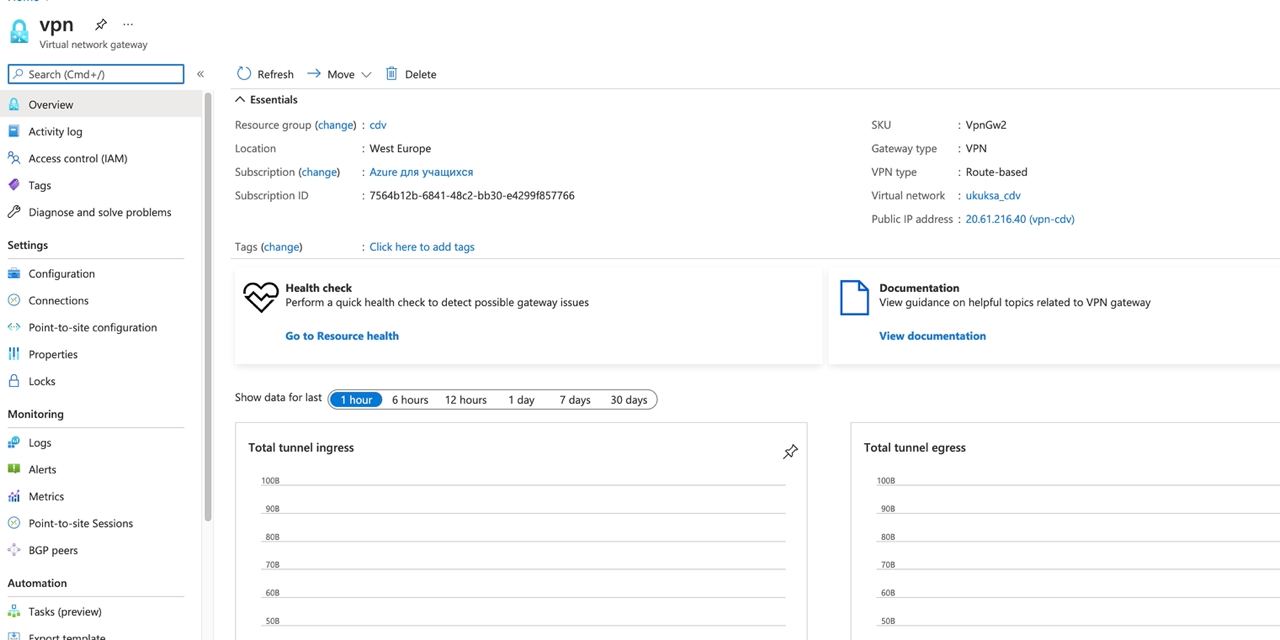 vpn
Virtual network gateway
Search (Cmd+/)
«
Refresh
Move
Delete
Overview
Activity log
Access control (IAM)
Tags
Diagnose and solve problems
Settings
Configuration
Connections
Point-to-site configuration
Properties
Locks
Monitoring
Logs
Alerts
Metrics
Point-to-site Sessions
BGP peers
Automation
Tasks (preview)
Export template
Essentials
Resource group (change) : cdv
Location : West Europe
Subscription (change) : Azure для учащихся
Subscription ID : 7564b12b-6841-48c2-bb30-e4299f857766
SKU : VpnGw2
Gateway type : VPN
VPN type : Route-based
Virtual network : ukuksa_cdv
Public IP address : 20.61.216.40 (vpn-cdv)
Tags (change) : Click here to add tags
Health check
Perform a quick health check to detect possible gateway issues
Go to Resource health
Documentation
View guidance on helpful topics related to VPN gateway
View documentation
Show data for last 1 hour 6 hours 12 hours 1 day 7 days 30 days
Total tunnel ingress
100B
90B
80B
70B
60B
50B
Total tunnel egress
100B
90B
80B
70B
60B
50B